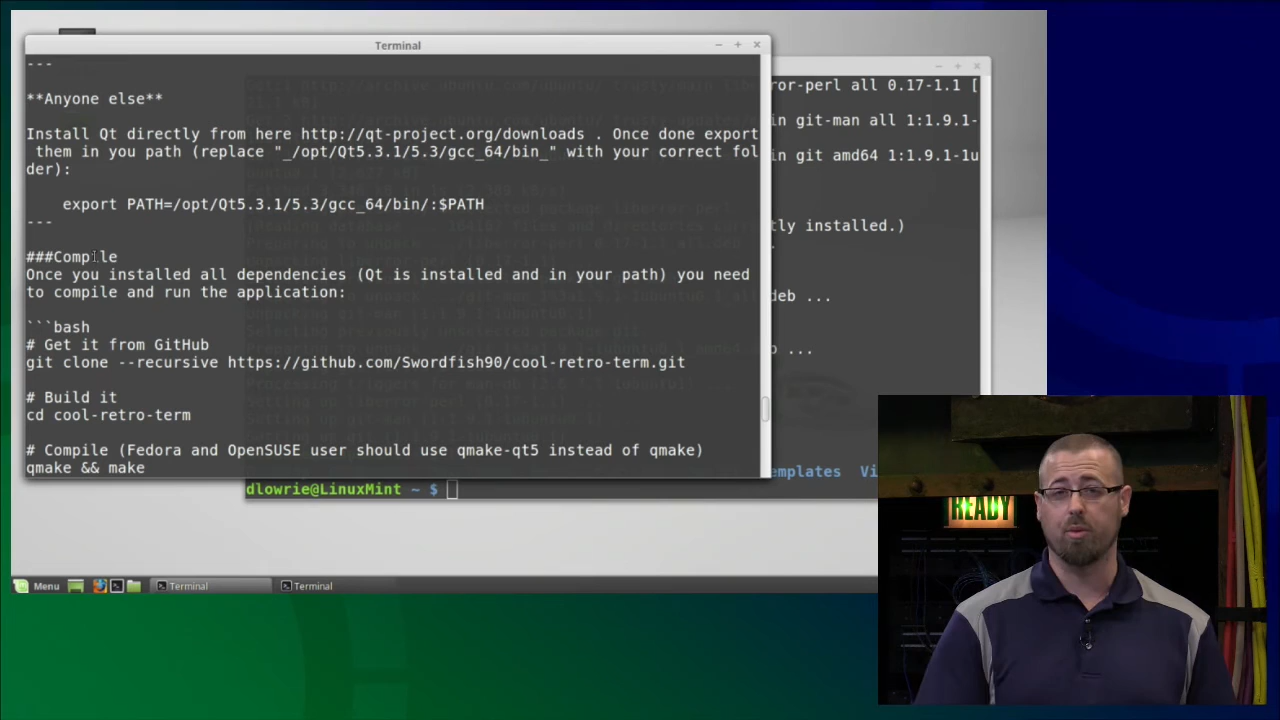 Terminal
---
**Anyone else**
Install Qt directly from here http://qt-project.org/downloads . Once done export
them in you path (replace "_/opt/Qt5.3.1/5.3/gcc_64/bin_" with your correct fol
der):
export PATH=/opt/Qt5.3.1/5.3/gcc_64/bin/:$PATH
---
###Compile
Once you installed all dependencies (Qt is installed and in your path) you need
to compile and run the application:
```bash
# Get it from GitHub
git clone --recursive https://github.com/Swordfish90/cool-retro-term.git
# Build it
cd cool-retro-term
# Compile (Fedora and OpenSUSE user should use qmake-qt5 instead of qmake)
qmake && make
ror-perl all 0.17-1.1 [
in git-man all 1:1.9.1-
in git amd64 1:1.9.1-1u
tly installed.)
.
deb ...
p ...
emplates Vi
dlowrie@LinuxMint ~ $
Menu
Terminal
Terminal
READY